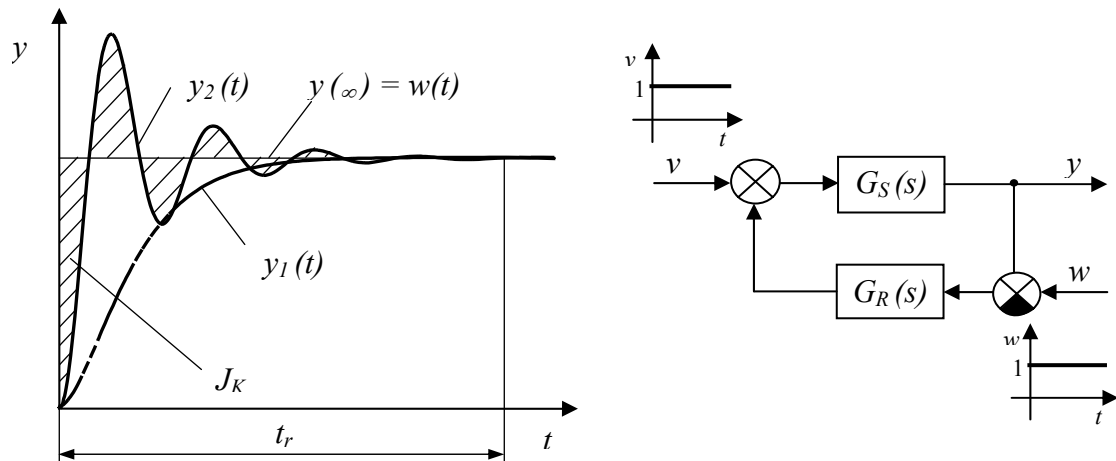 y
y₂(t)
y(∞) = w(t)
y₁(t)
J_K
t_r
t
v
1
t
v
G_S(s)
y
G_R(s)
w
w
1
t